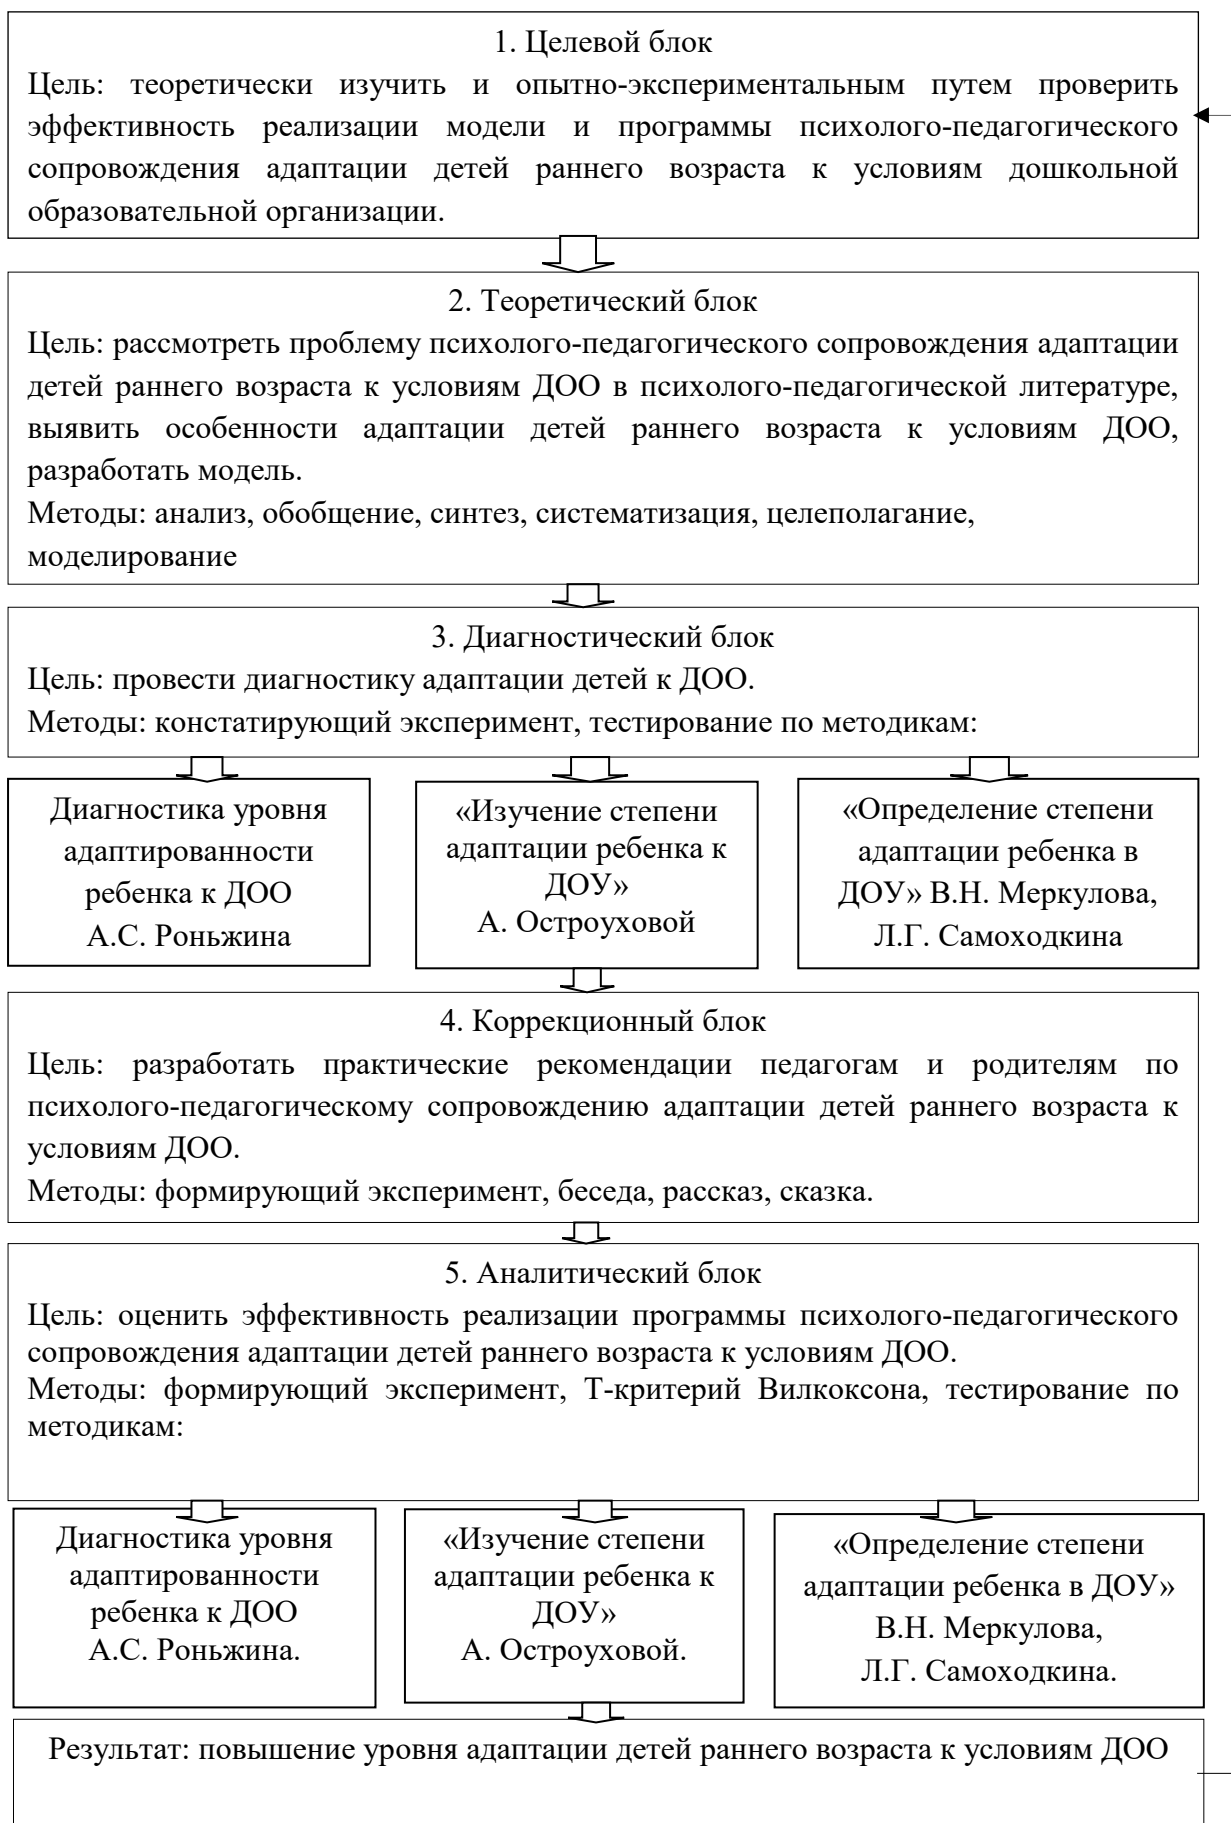 1. Целевой блок
Цель: теоретически изучить и опытно-экспериментальным путем проверить
эффективность реализации модели и программы психолого-педагогического
сопровождения адаптации детей раннего возраста к условиям дошкольной
образовательной организации.
2. Теоретический блок
Цель: рассмотреть проблему психолого-педагогического сопровождения адаптации
детей раннего возраста к условиям ДОО в психолого-педагогической литературе,
выявить особенности адаптации детей раннего возраста к условиям ДОО,
разработать модель.
Методы: анализ, обобщение, синтез, систематизация, целеполагание,
моделирование
3. Диагностический блок
Цель: провести диагностику адаптации детей к ДОО.
Методы: констатирующий эксперимент, тестирование по методикам:
Диагностика уровня
адаптированности
ребенка к ДОО
А.С. Роньжина
«Изучение степени
адаптации ребенка к
ДОУ»
А. Остроуховой
«Определение степени
адаптации ребенка в
ДОУ» В.Н. Меркулова,
Л.Г. Самоходкина
4. Коррекционный блок
Цель: разработать практические рекомендации педагогам и родителям по
психолого-педагогическому сопровождению адаптации детей раннего возраста к
условиям ДОО.
Методы: формирующий эксперимент, беседа, рассказ, сказка.
5. Аналитический блок
Цель: оценить эффективность реализации программы психолого-педагогического
сопровождения адаптации детей раннего возраста к условиям ДОО.
Методы: формирующий эксперимент, Т-критерий Вилкоксона, тестирование по
методикам:
Диагностика уровня
адаптированности
ребенка к ДОО
А.С. Роньжина.
«Изучение степени
адаптации ребенка к
ДОУ»
А. Остроуховой.
«Определение степени
адаптации ребенка в ДОУ»
В.Н. Меркулова,
Л.Г. Самоходкина.
Результат: повышение уровня адаптации детей раннего возраста к условиям ДОО